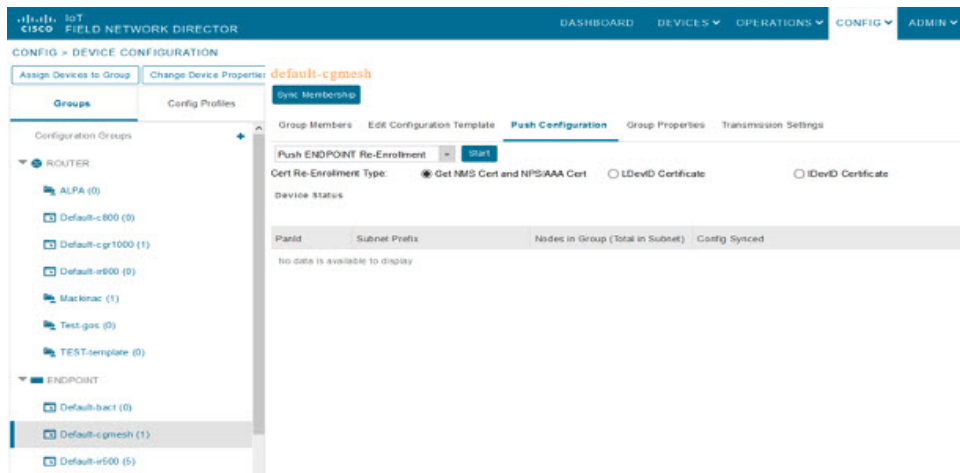 IoT
CISCO FIELD NETWORK DIRECTOR
DASHBOARD DEVICES OPERATIONS CONFIG ADMIN
CONFIG > DEVICE CONFIGURATION
Assign Devices to Group Change Device Properties
default-cgmesh
Sync Membership
Groups Config Profiles
Group Members Edit Configuration Template Push Configuration Group Properties Transmission Settings
Configuration Groups
Push ENDPOINT Re-Enrollment Start
Cert Re-Enrollment Type: Get NMS Cert and NPS/AAA Cert LDevID Certificate IDevID Certificate
Device Status
PanId Subnet Prefix Nodes in Group (Total in Subnet) Config Synced
No data is available to display
ROUTER
ALPA (0)
Default-c800 (0)
Default-cgr1000 (1)
Default-ir800 (0)
(1)
Test-gos (0)
TEST-template (0)
ENDPOINT
Default-bact (0)
Default-cgmesh (1)
Default-ir500 (5)